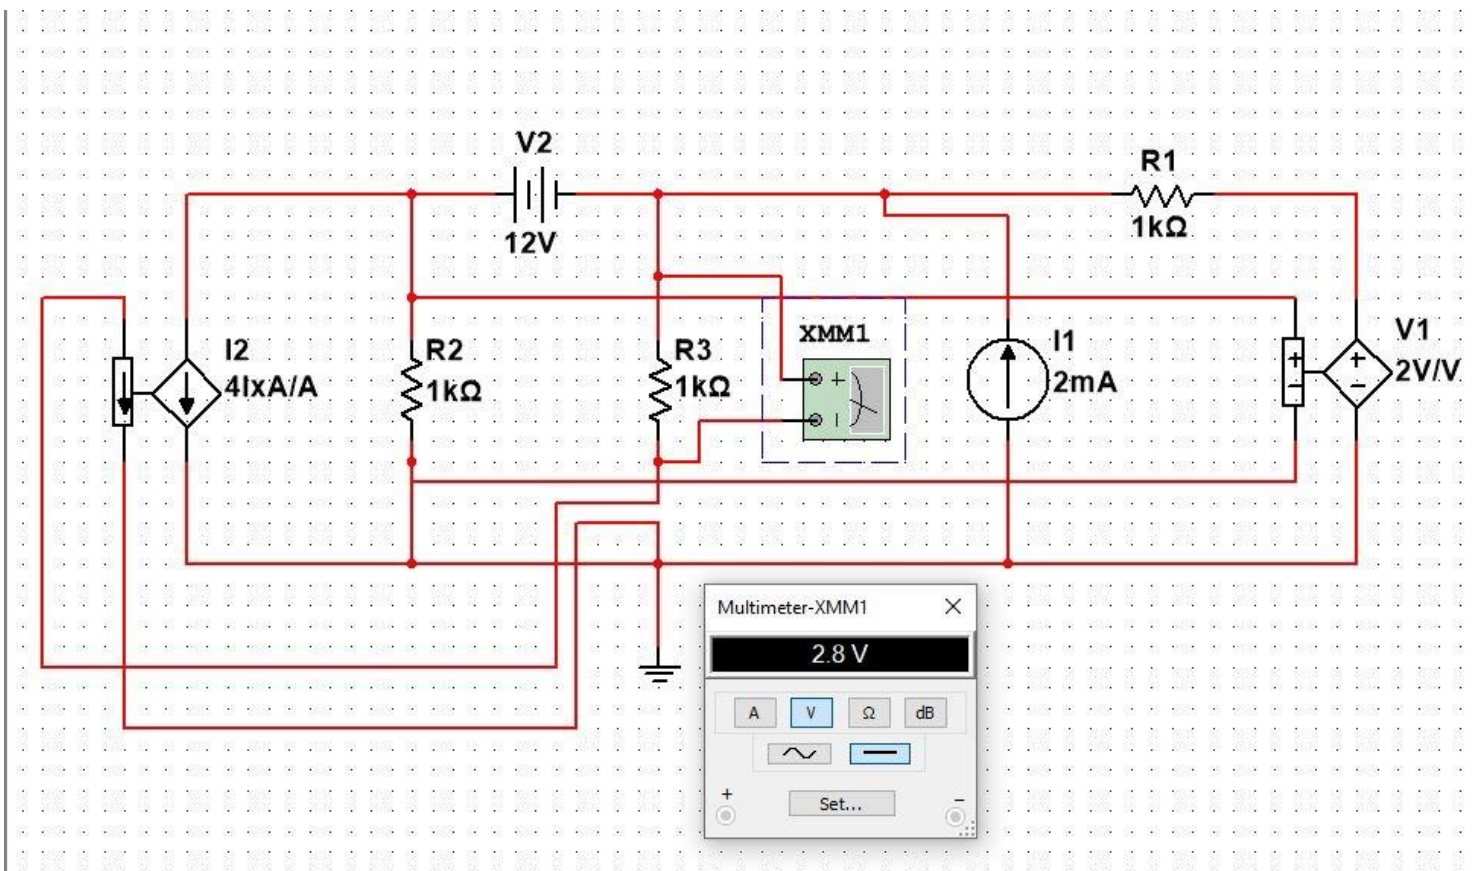 V2
12V
R1
1kΩ
I2
4IxA/A
R2
1kΩ
R3
1kΩ
XMM1
I1
2mA
V1
2V/V
Multimeter-XMM1
2.8 V
A V Ω dB
Set...